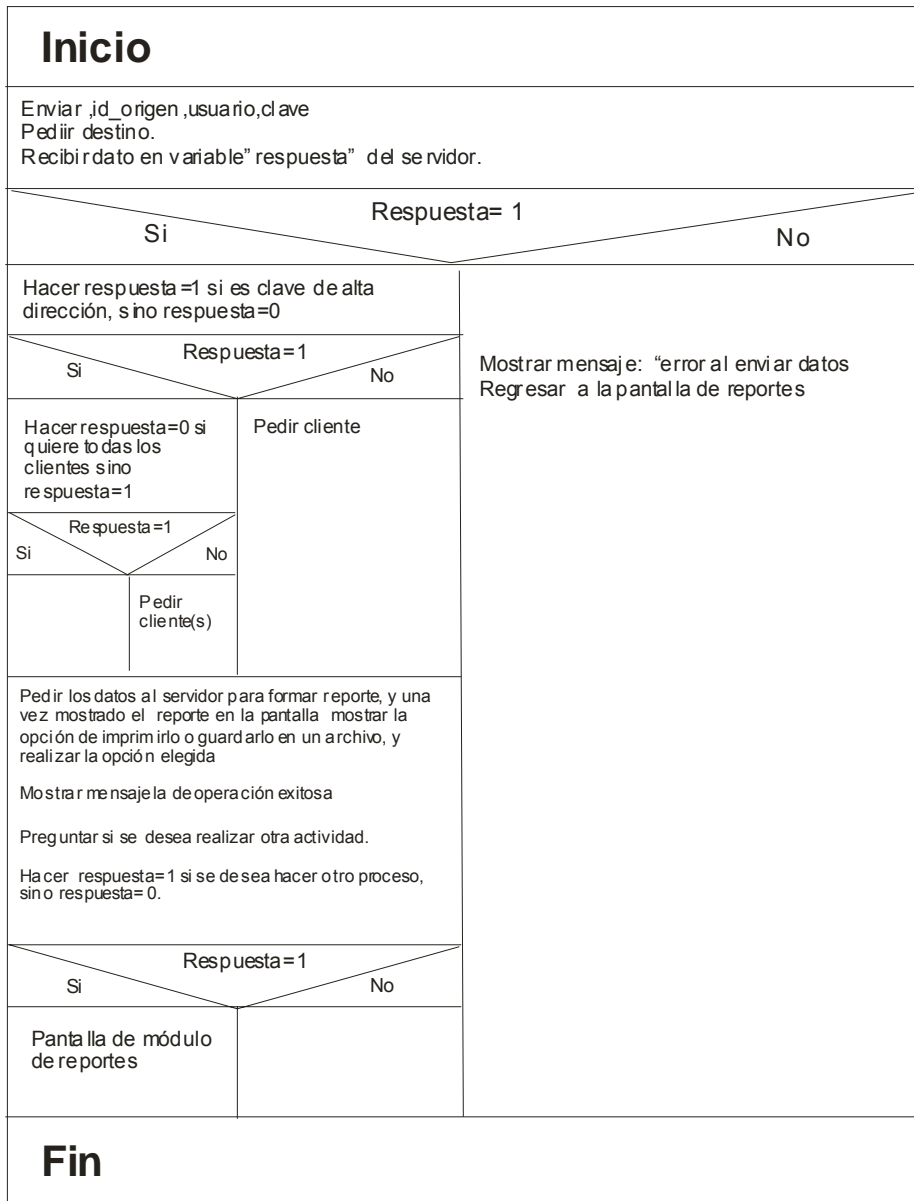 Inicio
Enviar ,id_origen ,usuario,clave
Pediir destino.
Recibir dato en variable” respuesta” del servidor.
Respuesta= 1
Si
No
Hacer respuesta =1 si es clave de alta
dirección, sino respuesta=0
Respuesta=1
Si
No
Mostrar mensaje: “error al enviar datos
Regresar a la pantalla de reportes
Hacer respuesta=0 si
quiere todas los
clientes sino
respuesta=1
Pedir cliente
Respuesta=1
Si
No
Pedir
cliente(s)
Pedir los datos al servidor para formar reporte, y una
vez mostrado el reporte en la pantalla mostrar la
opción de imprimirlo o guardarlo en un archivo, y
realizar la opción elegida
Mostrar mensajela de operación exitosa
Preguntar si se desea realizar otra actividad.
Hacer respuesta=1 si se desea hacer otro proceso,
sino respuesta=0.
Respuesta=1
Si
No
Pantalla de módulo
de reportes
Fin